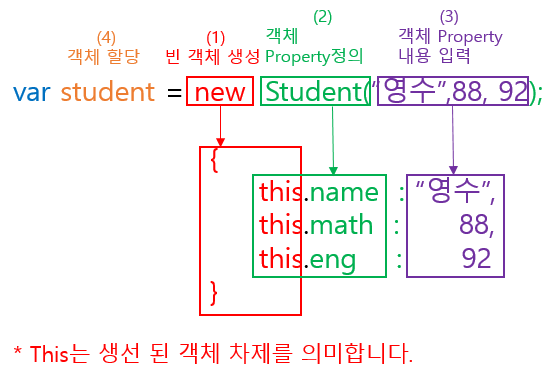 (4)
객체 할당
(1)
빈 객체 생성
(2)
객체
Property정의
(3)
객체 Property
내용 입력
var student = new Student("영수",88, 92);
{
this.name : "영수",
this.math : 88,
this.eng : 92
}
* This는 생선 된 객체 차제를 의미합니다.